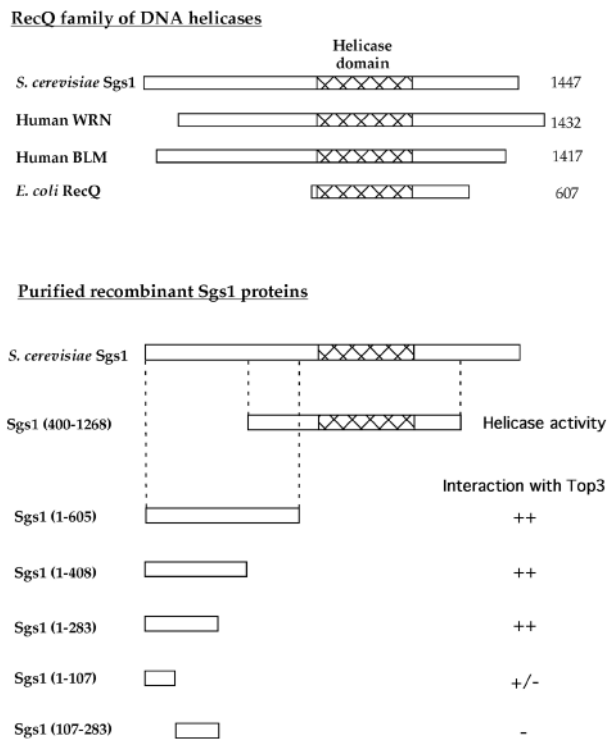 RecQ family of DNA helicases
Helicase
domain
S. cerevisiae Sgs1 1447
Human WRN 1432
Human BLM 1417
E. coli RecQ 607
Purified recombinant Sgs1 proteins
S. cerevisiae Sgs1
Sgs1 (400-1268) Helicase activity
Interaction with Top3
Sgs1 (1-605) ++
Sgs1 (1-408) ++
Sgs1 (1-283) ++
Sgs1 (1-107) +/-
Sgs1 (107-283) -